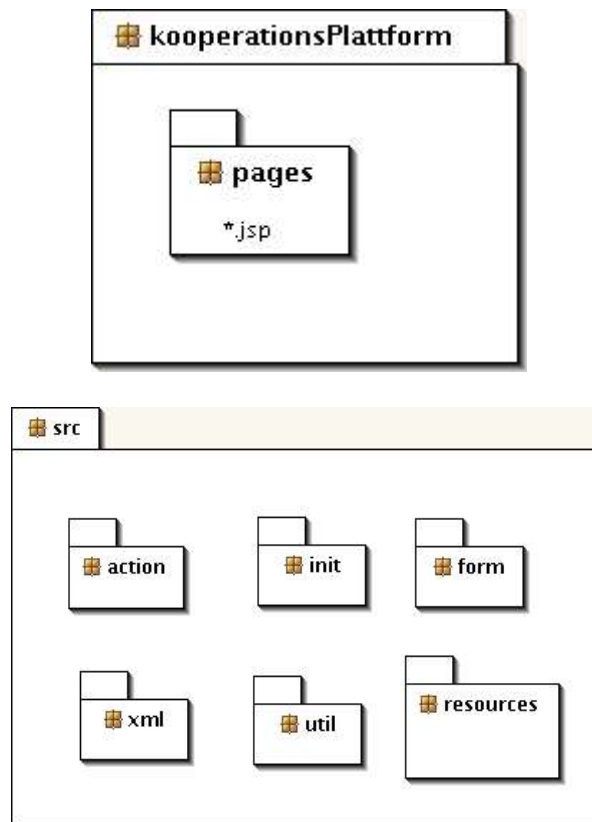 kooperationsPlattform
pages
*.jsp
src
action
init
form
xml
util
resources